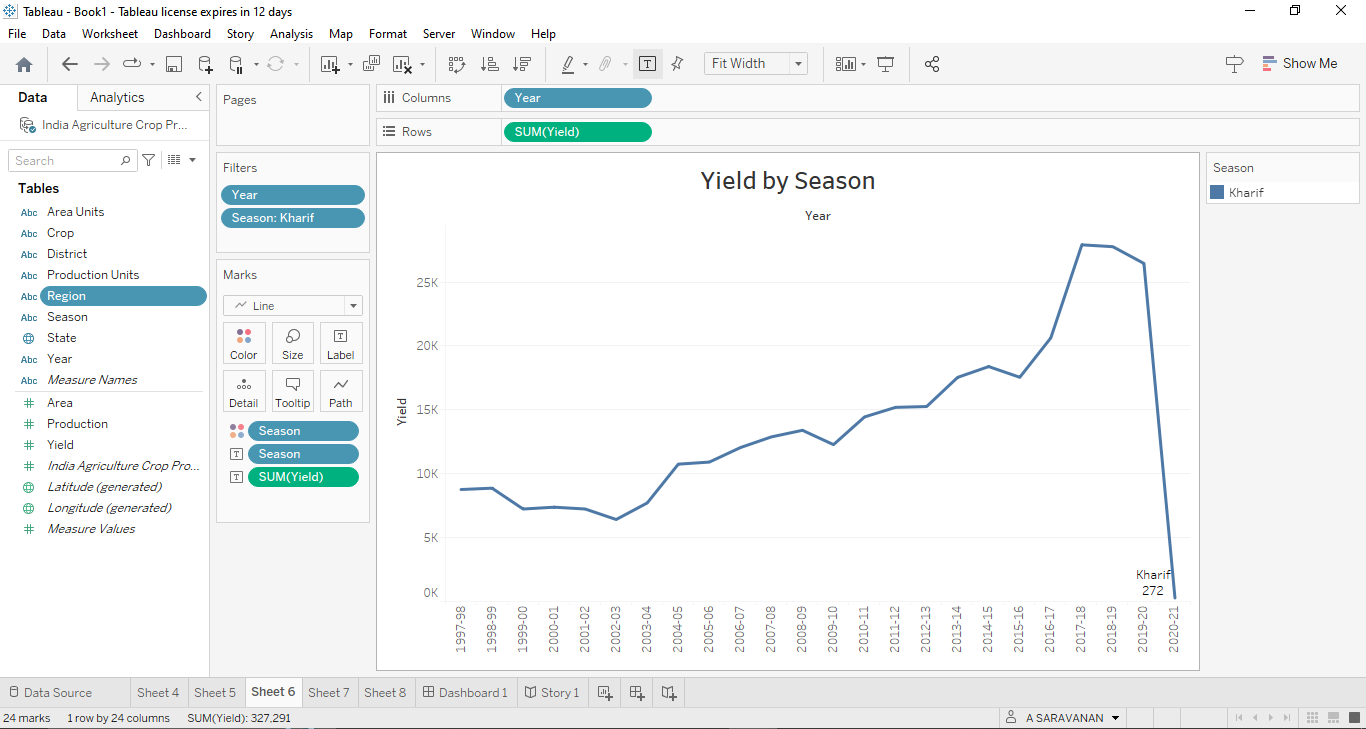 Tableau - Book1 - Tableau license expires in 12 days
File Data Worksheet Dashboard Story Analysis Map Format Server Window Help
Fit Width
Show Me
Data Analytics
India Agriculture Crop Pr...
Search
Tables
Abc Area Units
Abc Crop
Abc District
Abc Production Units
Abc Region
Abc Season
State
Abc Year
Abc Measure Names
# Area
# Production
# Yield
# India Agriculture Crop Pro...
Latitude (generated)
Longitude (generated)
# Measure Values
Pages
Filters
Year
Season: Kharif
Marks
Line
Color Size Label
Detail Tooltip Path
Season
T Season
T SUM(Yield)
Columns Year
Rows SUM(Yield)
Yield by Season
Year
Yield
25K
20K
15K
10K
5K
0K
Kharif
272
1997-98
1998-99
1999-00
2000-01
2001-02
2002-03
2003-04
2004-05
2005-06
2006-07
2007-08
2008-09
2009-10
2010-11
2011-12
2012-13
2013-14
2014-15
2015-16
2016-17
2017-18
2018-19
2019-20
2020-21
Season
Kharif
Data Source Sheet 4 Sheet 5 Sheet 6 Sheet 7 Sheet 8 Dashboard 1 Story 1
24 marks 1 row by 24 columns SUM(Yield): 327,291
A SARAVANAN